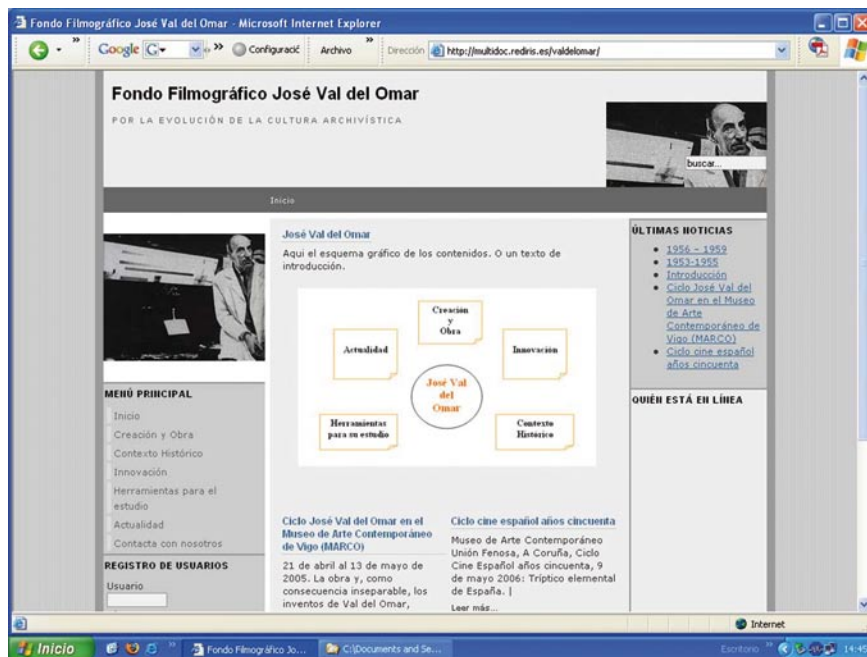 Fondo Filmográfico José Val del Omar - Microsoft Internet Explorer
Google G
Configuració
Archivo
Dirección
http://multidoc.rediris.es/valdelomar/
Fondo Filmográfico José Val del Omar
POR LA EVOLUCIÓN DE LA CULTURA ARCHIVÍSTICA
buscar...
Inicio
MENÚ PRINCIPAL
Inicio
Creación y Obra
Contexto Histórico
Innovación
Herramientas para el
estudio
Actualidad
Contacta con nosotros
REGISTRO DE USUARIOS
Usuario
José Val del Omar
Aqui el esquema gráfico de los contenidos. O un texto de
introducción.
Creación
y
Obra
Actualidad
Innovación
José Val
del
Omar
Herramientas
para su estudio
Contexto
Histórico
Ciclo José Val del Omar en el
Museo de Arte Contemporáneo
de Vigo (MARCO)
21 de abril al 13 de mayo de
2005. La obra y, como
consecuencia inseparable, los
inventos de Val del Omar,
Ciclo cine español años cincuenta
Museo de Arte Contemporáneo
Unión Fenosa, A Coruña, Ciclo
Cine Español años cincuenta, 9
de mayo 2006: Tríptico elemental
de España. |
Leer más...
ÚLTIMAS NOTICIAS
1956 - 1959
1953-1955
Introducción
Ciclo José Val del
Omar en el Museo
de Arte
Contemporáneo de
Vigo (MARCO)
Ciclo cine español
años cincuenta
QUIÉN ESTÁ EN LÍNEA
Internet
Inicio
Fondo Filmográfico Jo...
C:\Documents and Se...
Escritorio
14:45